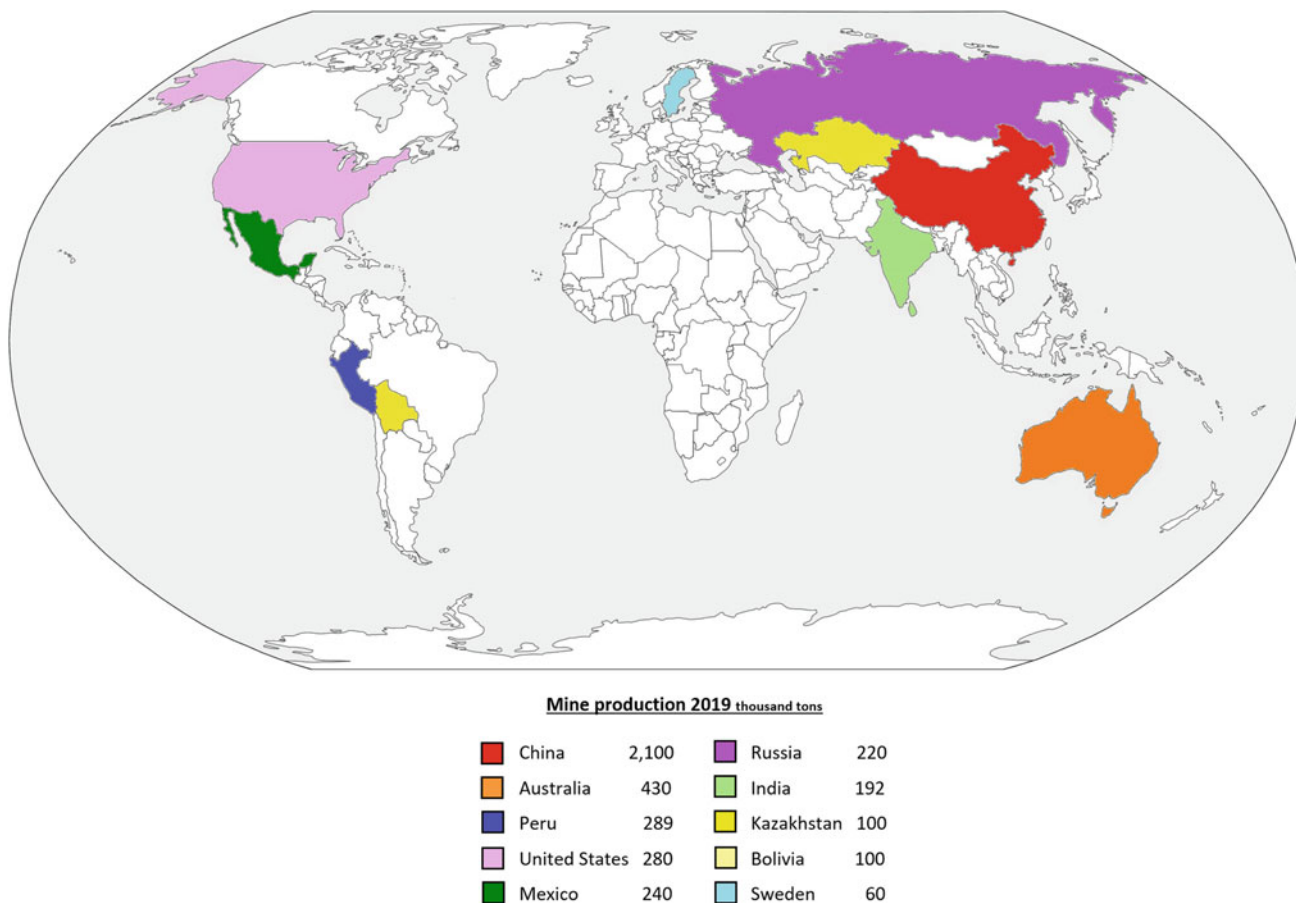 Mine production 2019 thousand tons
China 2,100 Russia 220
Australia 430 India 192
Peru 289 Kazakhstan 100
United States 280 Bolivia 100
Mexico 240 Sweden 60